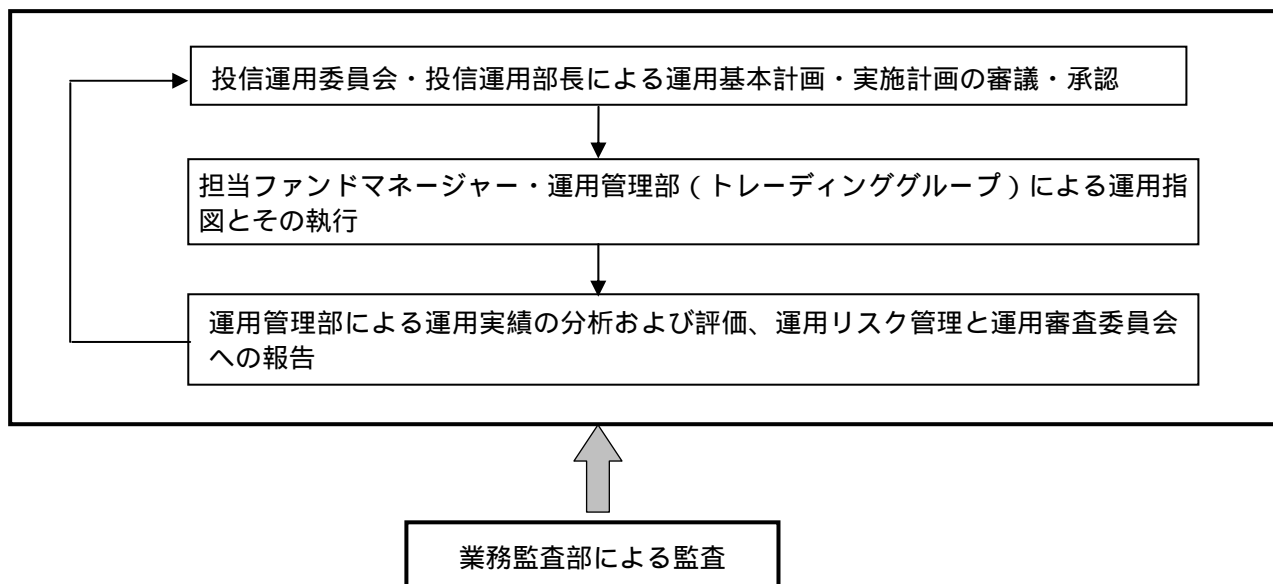 投信運用委員会・投信運用部長による運用基本計画・実施計画の審議・承認
担当ファンドマネージャー・運用管理部（トレーディンググループ）による運用指
図とその執行
運用管理部による運用実績の分析および評価、運用リスク管理と運用審査委員会
への報告
業務監査部による監査